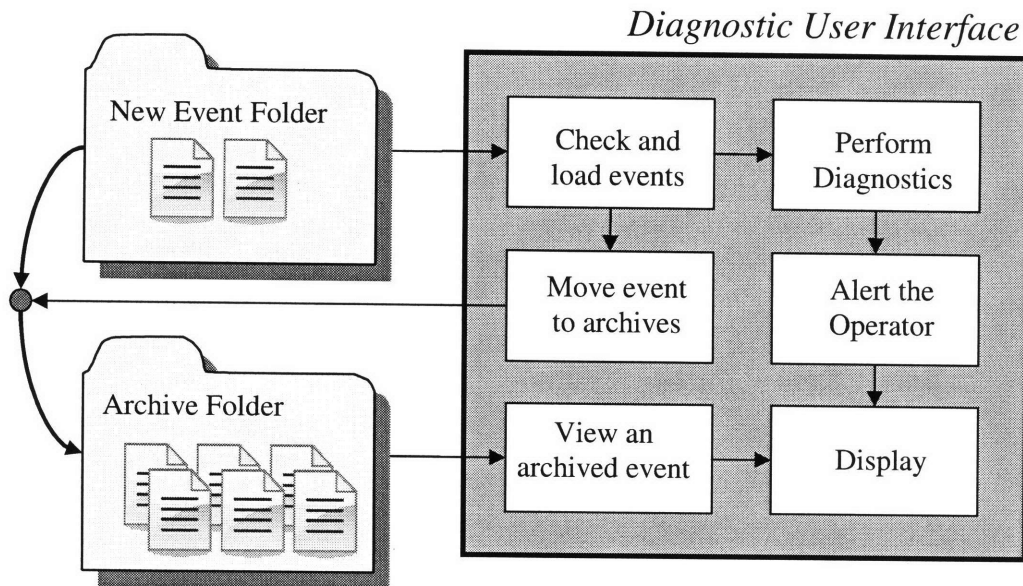 Diagnostic User Interface
New Event Folder
Check and
load events
Perform
Diagnostics
Move event
to archives
Alert the
Operator
Archive Folder
View an
archived event
Display